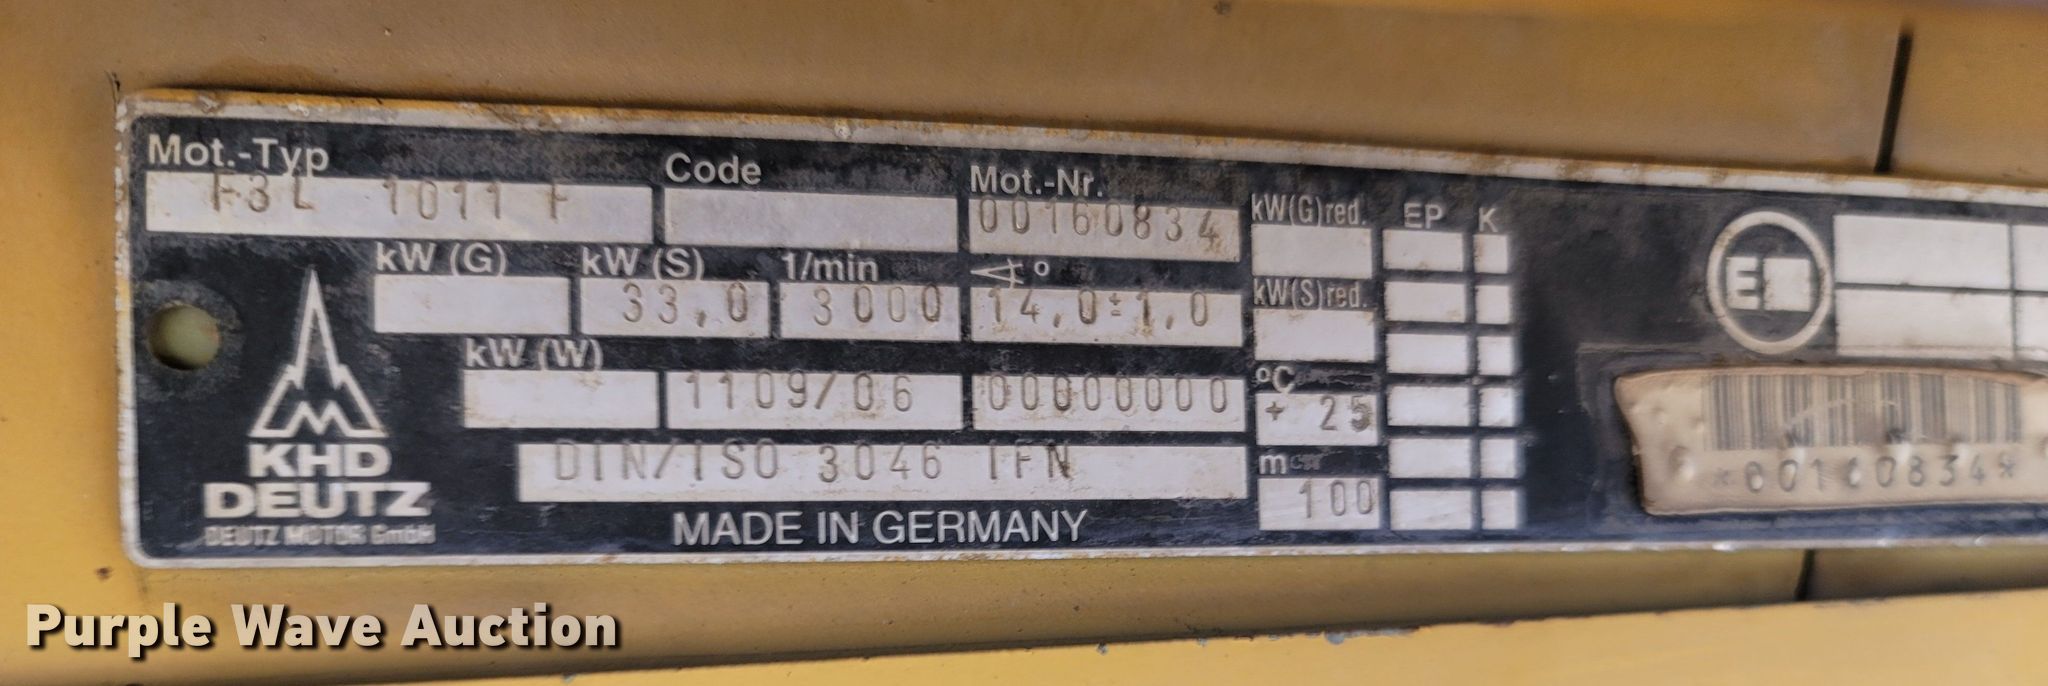 Mot.-Typ Code Mot.-Nr. kW(G)red. EP K
F3L 1011 F 00160834
kW (G) kW (S) 1/min ° kW(S)red.
33,0 3000 14,0±1,0
kW (W) °C
1109/06 00000000 + 25
DIN/ISO 3046 IFN m
100
KHD
DEUTZ
DEUTZ MOTOR GmbH
MADE IN GERMANY
E
*00160834*
Purple Wave Auction